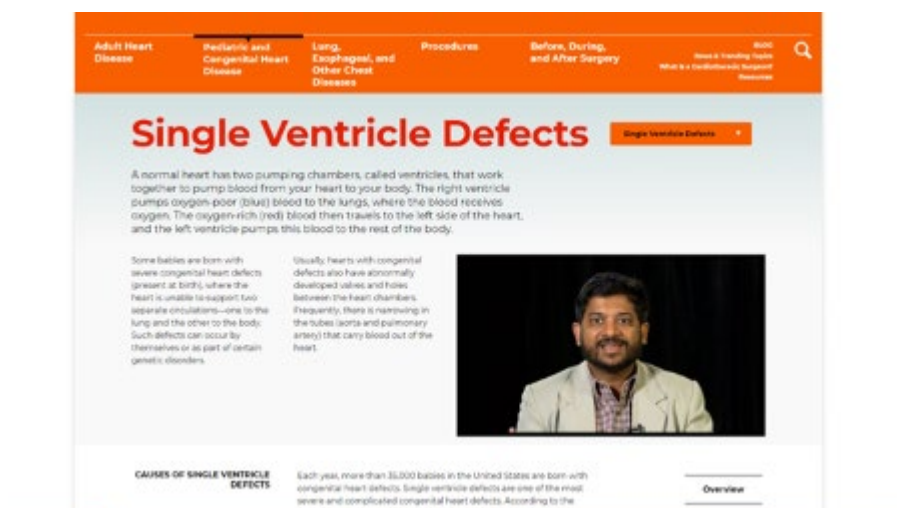 Adult Heart
Disease
Pediatric and
Congenital Heart
Disease
Lung,
Esophageal, and
Other Chest
Diseases
Procedures
Before, During,
and After Surgery
BLOG
News & Trending Topics
What is a Cardiothoracic Surgeon?
Resources
Single Ventricle Defects
Single Ventricle Defects
A normal heart has two pumping chambers, called ventricles, that work
together to pump blood from your heart to your body. The right ventricle
pumps oxygen-poor (blue) blood to the lungs, where the blood receives
oxygen. The oxygen-rich (red) blood then travels to the left side of the heart,
and the left ventricle pumps this blood to the rest of the body.
Some babies are born with
severe congenital heart defects
(present at birth), where the
heart is unable to support two
separate circulations—one to the
lung and the other to the body.
Such defects can occur by
themselves or as part of certain
genetic disorders.
Usually, hearts with congenital
defects also have abnormally
developed valves and holes
between the heart chambers.
Frequently, there is narrowing in
the tubes (aorta and pulmonary
artery) that carry blood out of the
heart.
CAUSES OF SINGLE VENTRICLE
DEFECTS
Each year, more than 35,000 babies in the United States are born with
congenital heart defects. Single ventricle defects are one of the most
severe and complicated congenital heart defects. According to the
Overview